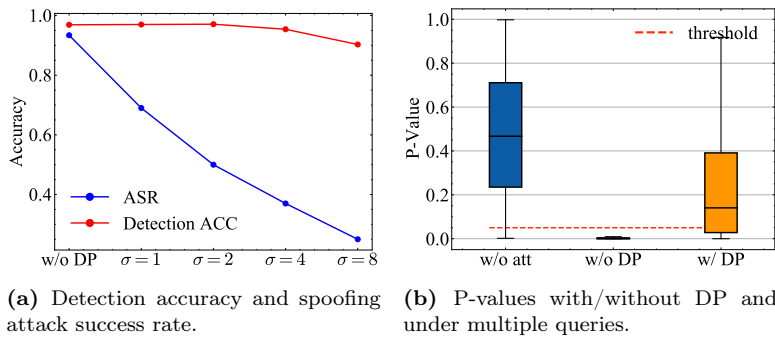 1.0
0.8
0.6
0.4
Accuracy
ASR
Detection ACC
w/o DP σ = 1 σ = 2 σ = 4 σ = 8
(a) Detection accuracy and spoofing
attack success rate.
1.0
0.8
0.6
0.4
0.2
0.0
P-Value
threshold
w/o att w/o DP w/ DP
(b) P-values with/without DP and
under multiple queries.